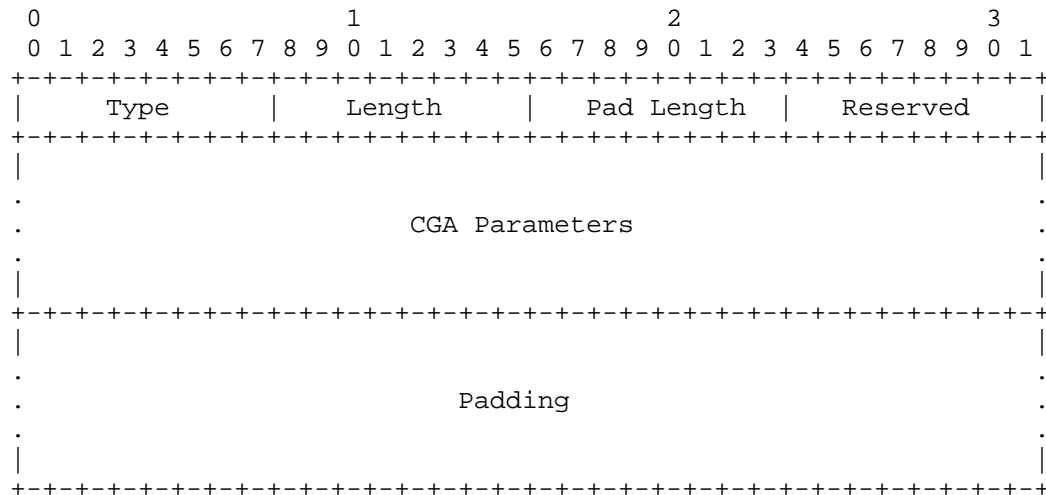 0                   1                   2                   3
 0 1 2 3 4 5 6 7 8 9 0 1 2 3 4 5 6 7 8 9 0 1 2 3 4 5 6 7 8 9 0 1
+-+-+-+-+-+-+-+-+-+-+-+-+-+-+-+-+-+-+-+-+-+-+-+-+-+-+-+-+-+-+-+-+
|     Type      |    Length     |   Pad Length  |   Reserved    |
+-+-+-+-+-+-+-+-+-+-+-+-+-+-+-+-+-+-+-+-+-+-+-+-+-+-+-+-+-+-+-+-+
|                                                               |
.                                                               .
.                        CGA Parameters                         .
.                                                               .
|                                                               |
+-+-+-+-+-+-+-+-+-+-+-+-+-+-+-+-+-+-+-+-+-+-+-+-+-+-+-+-+-+-+-+-+
|                                                               |
.                                                               .
.                           Padding                             .
.                                                               .
|                                                               |
+-+-+-+-+-+-+-+-+-+-+-+-+-+-+-+-+-+-+-+-+-+-+-+-+-+-+-+-+-+-+-+-+